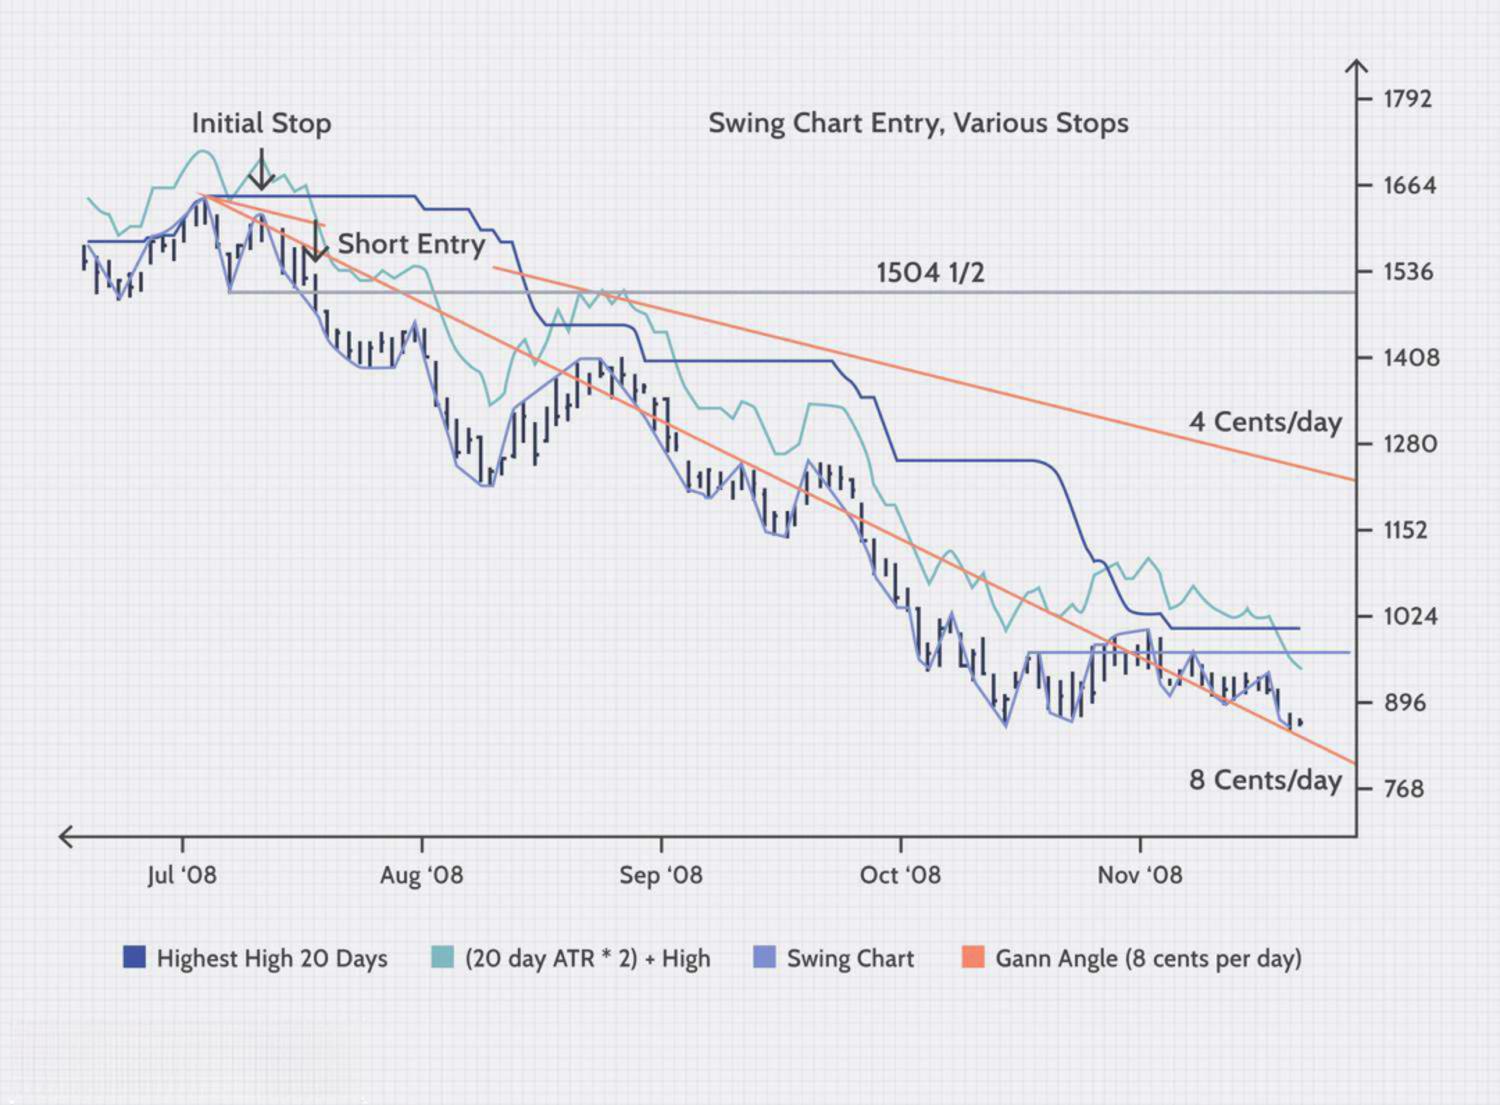 Initial Stop
Swing Chart Entry, Various Stops
1792
1664
Short Entry
1504 1/2
1536
1408
4 Cents/day
1280
1152
1024
896
8 Cents/day
768
Jul ‘08
Aug ‘08
Sep ‘08
Oct ‘08
Nov ‘08
Highest High 20 Days
(20 day ATR * 2) + High
Swing Chart
Gann Angle (8 cents per day)